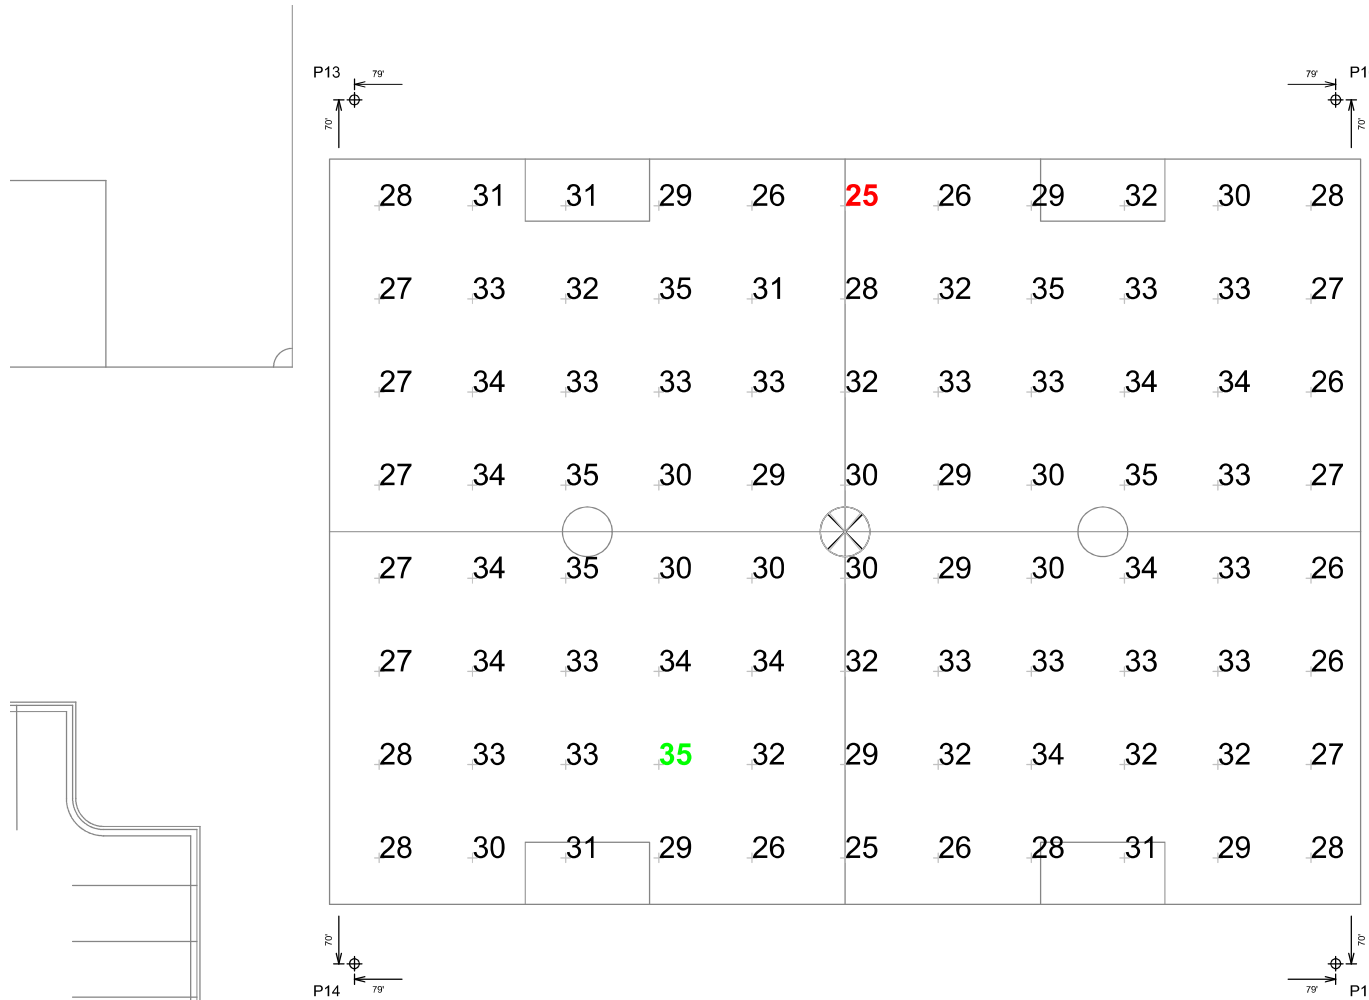 P13 79' 79' P1
70' 70'
28 31 31 29 26 25 26 29 32 30 28
27 33 32 35 31 28 32 35 33 33 27
27 34 33 33 33 32 33 33 34 34 26
27 34 35 30 29 30 29 30 35 33 27
27 34 35 30 30 30 29 30 34 33 26
27 34 33 34 34 32 33 33 33 33 26
28 33 33 35 32 29 32 34 32 32 27
28 30 31 29 26 25 26 28 31 29 28
70' 70'
P14 79' 79' P1